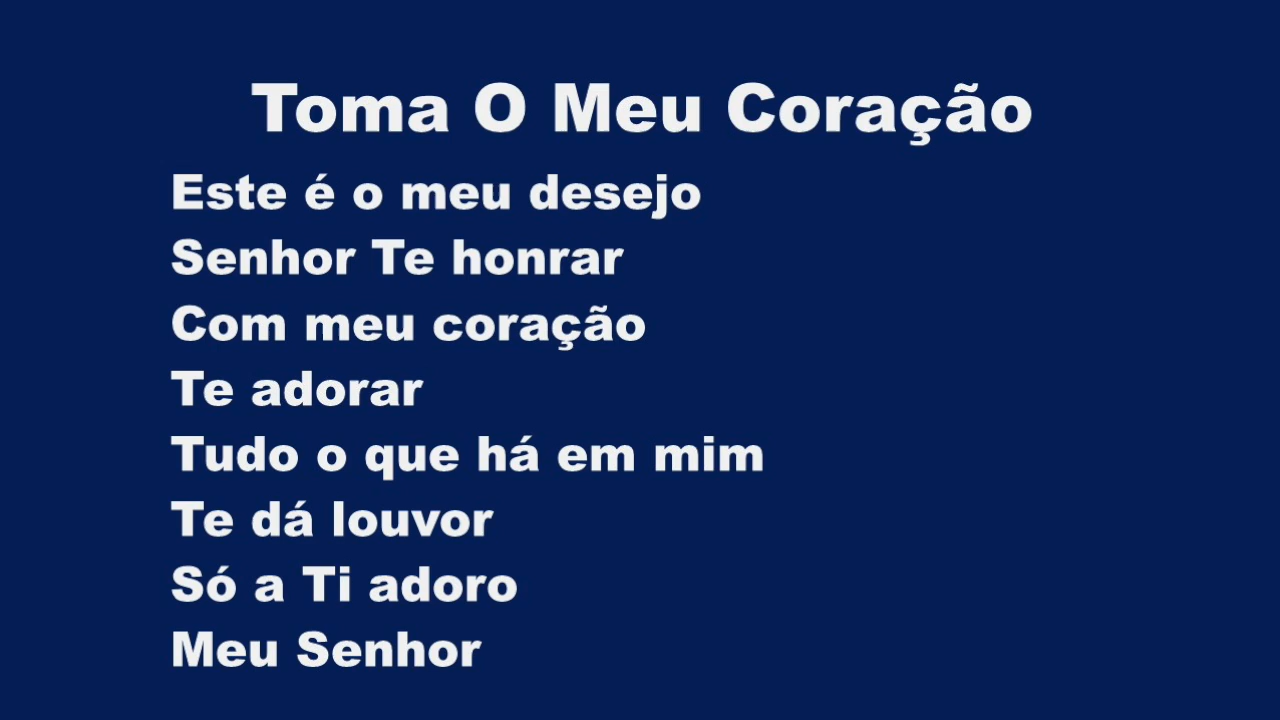 Toma O Meu Coração
Este é o meu desejo
Senhor Te honrar
Com meu coração
Te adorar
Tudo o que há em mim
Te dá louvor
Só a Ti adoro
Meu Senhor